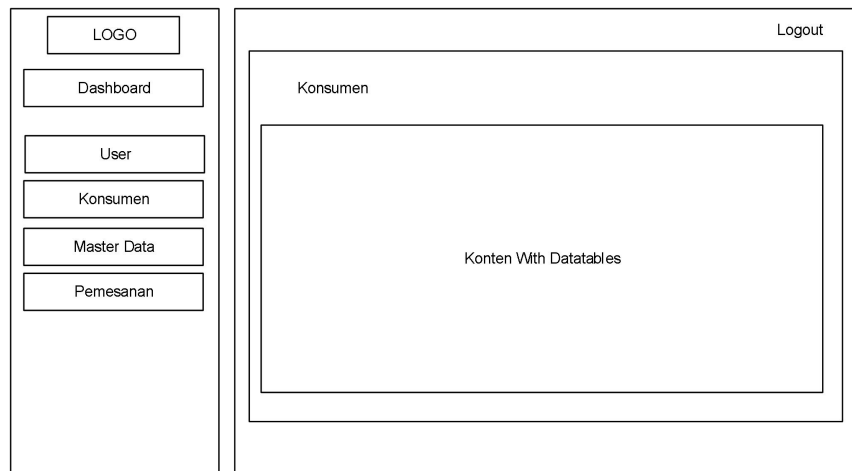 LOGO
Dashboard
User
Konsumen
Master Data
Pemesanan
Logout
Konsumen
Konten With Datatables